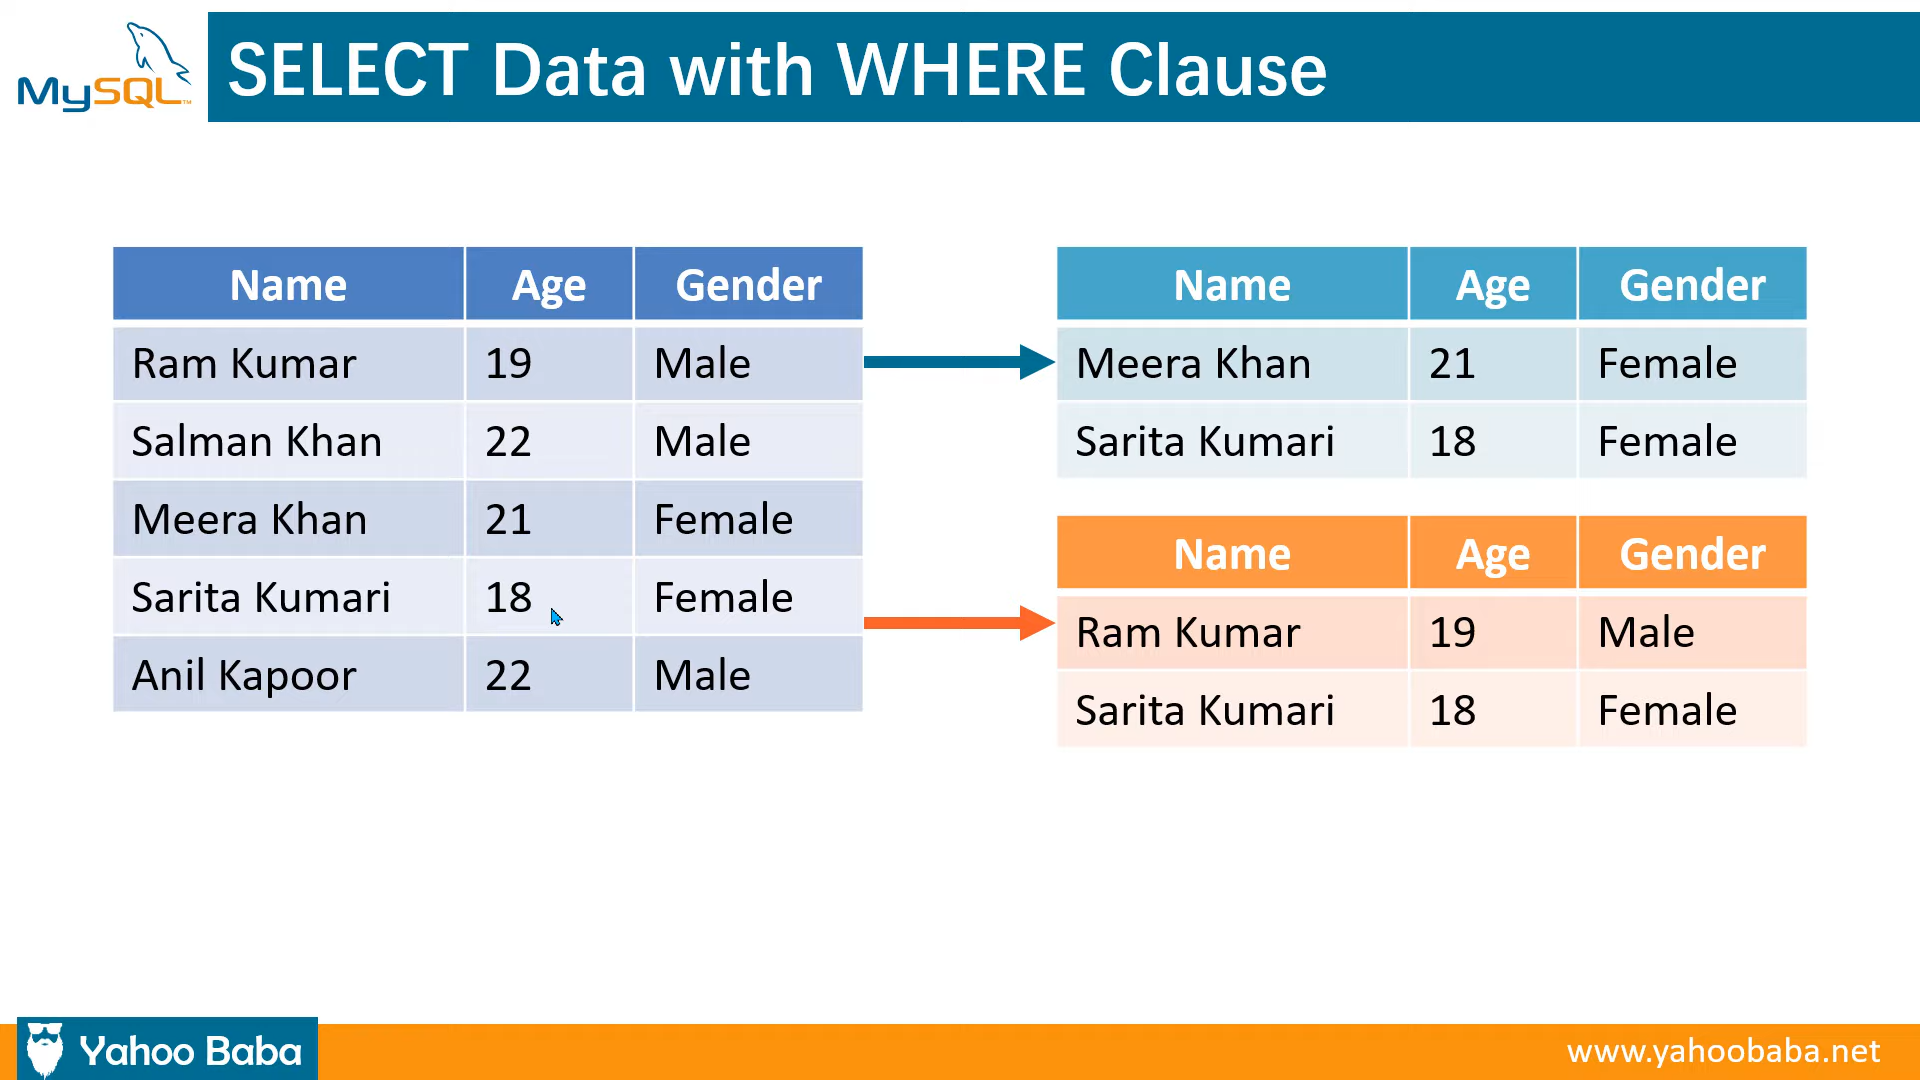 MySQL™
SELECT Data with WHERE Clause
Name Age Gender
Ram Kumar 19 Male
Salman Khan 22 Male
Meera Khan 21 Female
Sarita Kumari 18 Female
Anil Kapoor 22 Male
Name Age Gender
Meera Khan 21 Female
Sarita Kumari 18 Female
Name Age Gender
Ram Kumar 19 Male
Sarita Kumari 18 Female
Yahoo Baba
www.yahoobaba.net